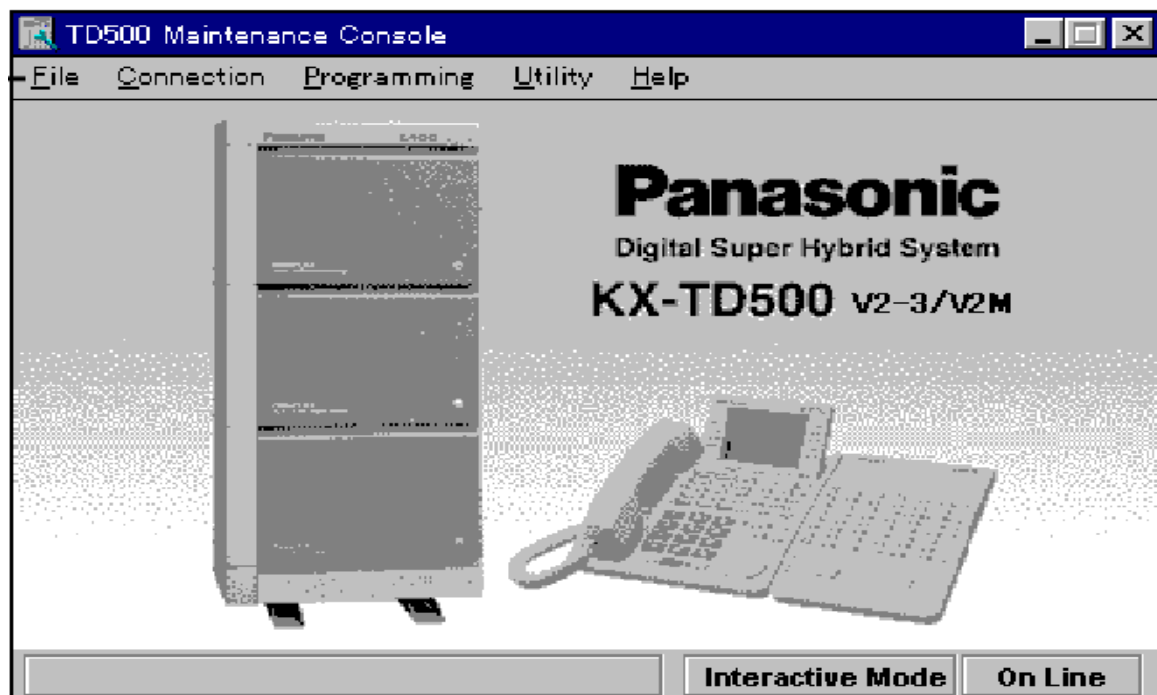 TD500 Maintenance Console
File Connection Programming Utility Help
Panasonic
Panasonic
Digital Super Hybrid System
KX-TD500 V2-3/V2M
Interactive Mode On Line